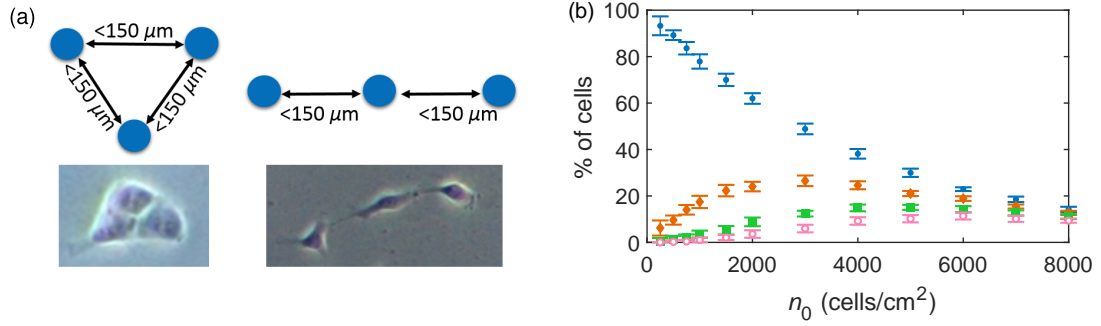 (a)
<150 μm
<150 μm
<150 μm
<150 μm
<150 μm
(b)
100
80
60
40
20
0
% of cells
0
2000
4000
6000
8000
n0 (cells/cm2)